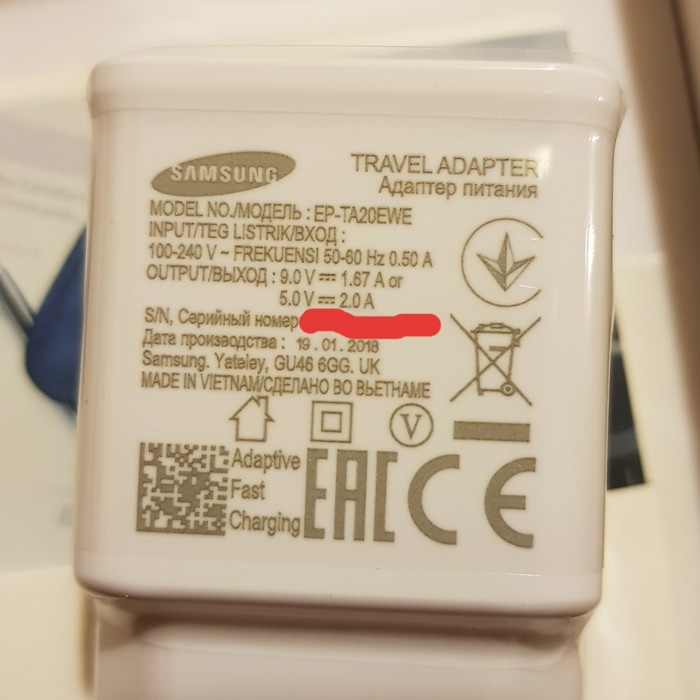 SAMSUNG
TRAVEL ADAPTER
Адаптер питания
MODEL NO./МОДЕЛЬ : EP-TA20EWE
INPUT/TEG LISTRIK/ВХОД :
100-240 V ~ FREKUENSI 50-60 Hz 0.50 A
OUTPUT/ВЫХОД : 9.0 V ⎓ 1.67 A or
5.0 V ⎓ 2.0 A
S/N, Серийный номер
Дата производства : 19.01.2018
Samsung. Yateley, GU46 6GG. UK
MADE IN VIETNAM/СДЕЛАНО ВО ВЬЕТНАМЕ
V
Adaptive
Fast
Charging
EAC CE